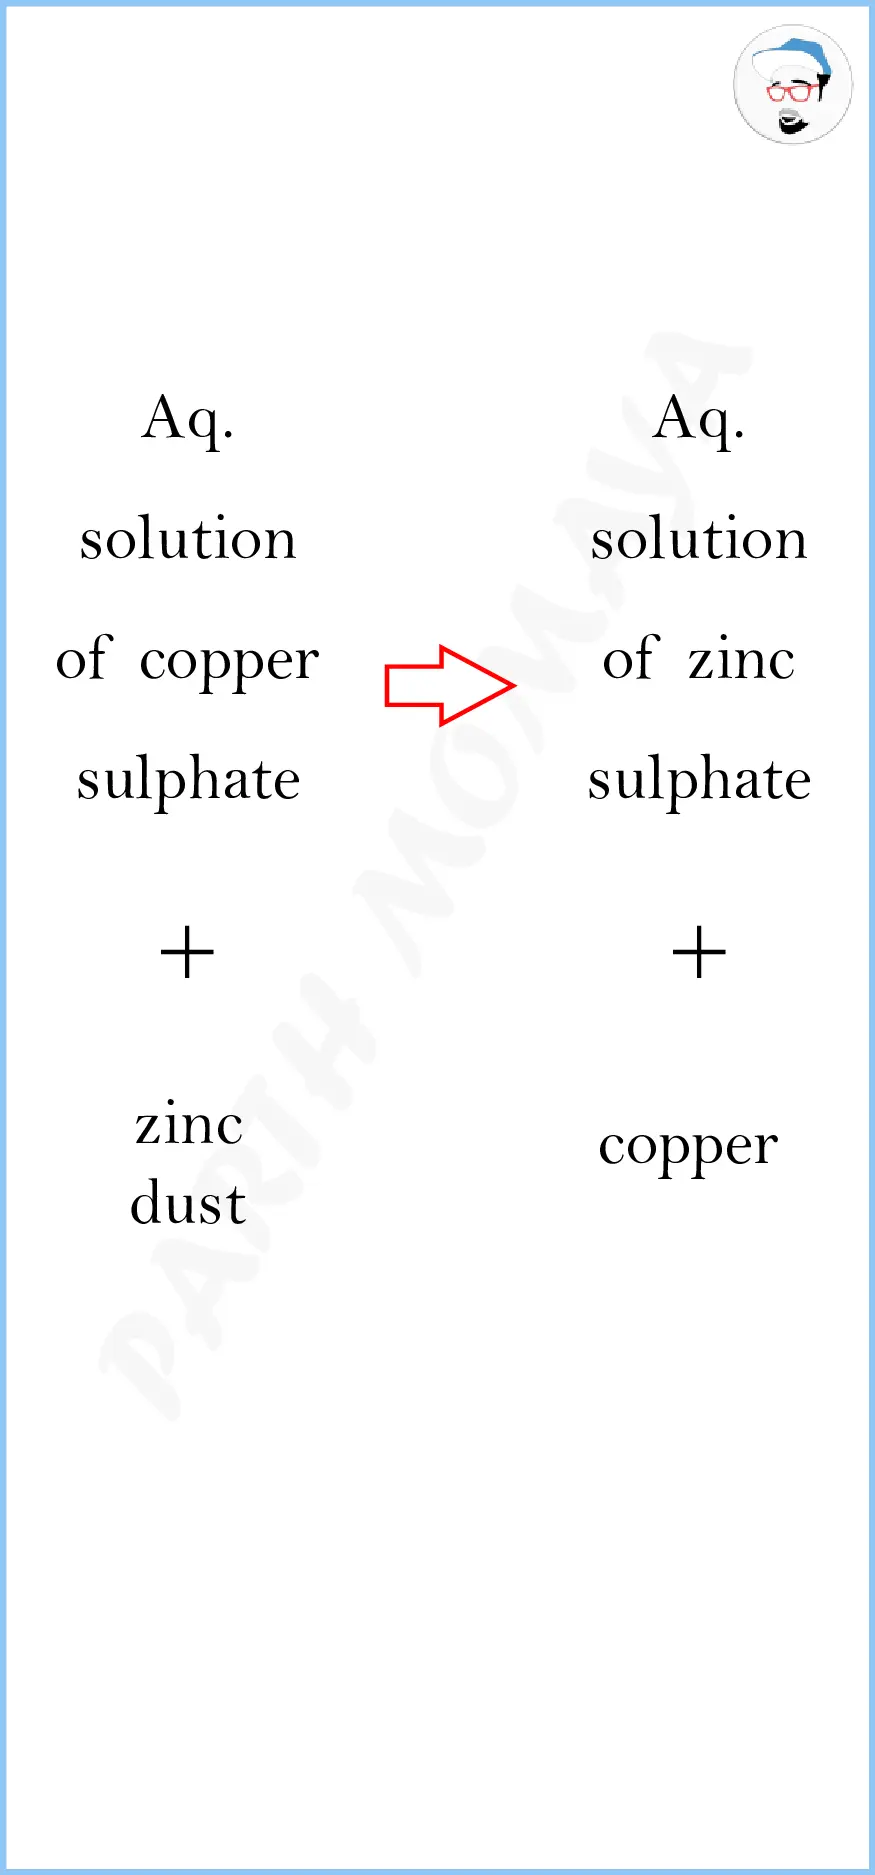 Aq.
solution
of copper
sulphate
+
zinc
dust
Aq.
solution
of zinc
sulphate
+
copper
PARTH MOMAYA